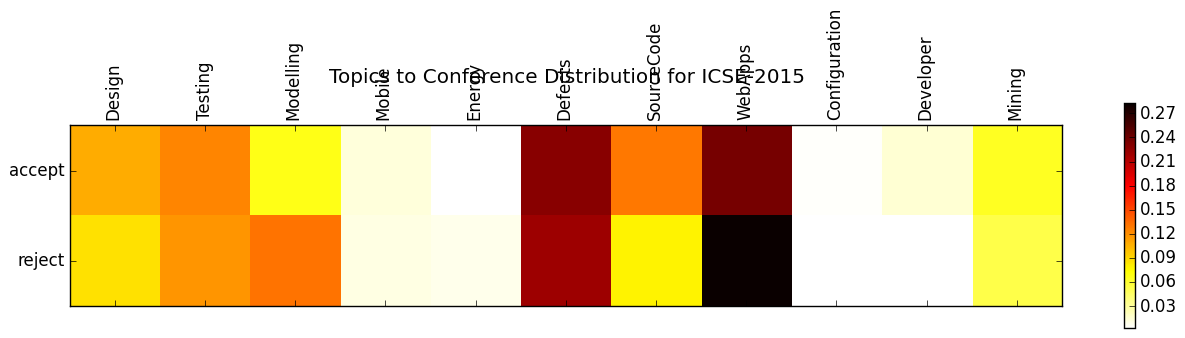 Topics to Conference Distribution for ICSE 2015
Design
Testing
Modelling
Mobile
Energy
Defects
SourceCode
WebApps
Configuration
Developer
Mining
accept
reject
0.27
0.24
0.21
0.18
0.15
0.12
0.09
0.06
0.03